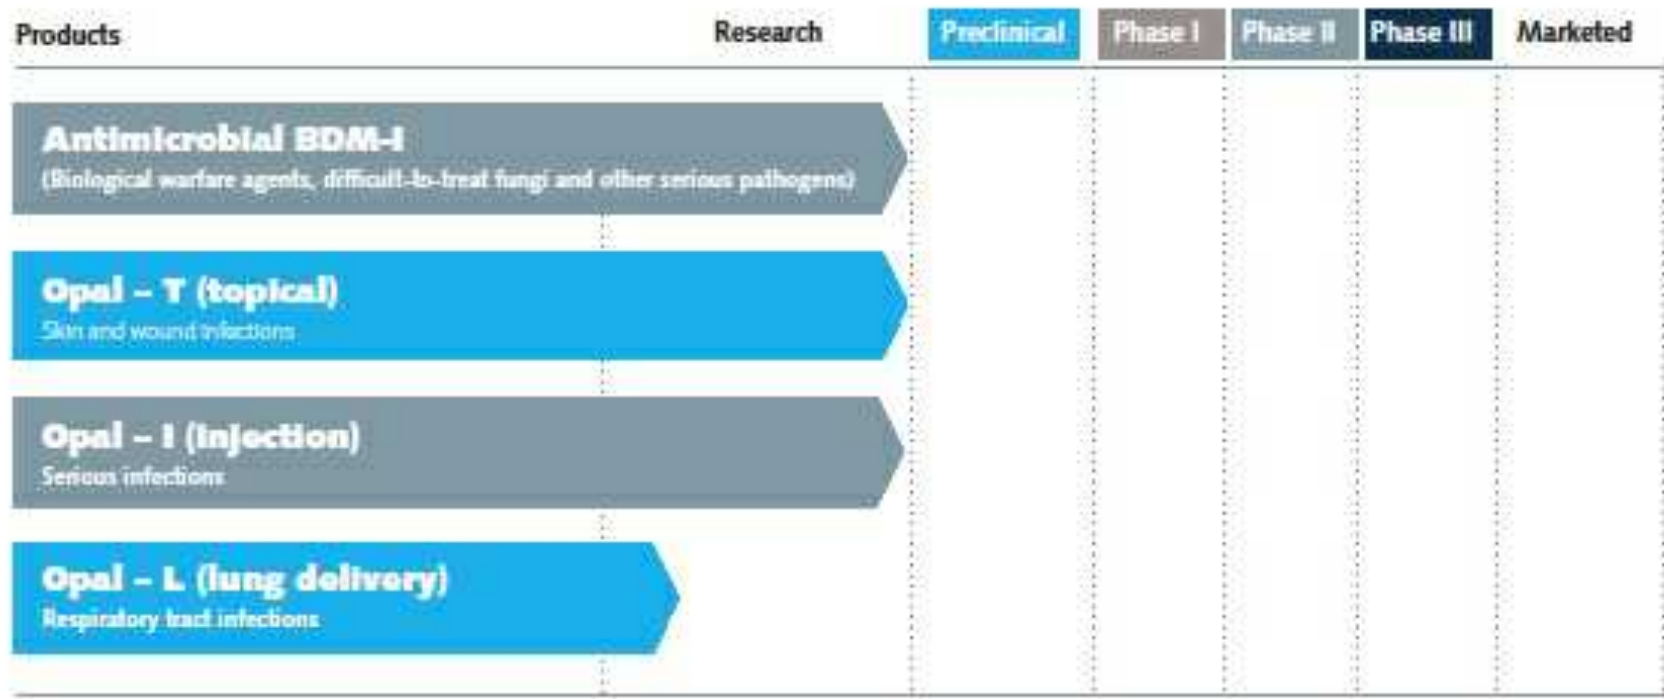 Products Research Preclinical Phase I Phase II Phase III Marketed
Antimicrobial BDM-I
(Biological warfare agents, difficult-to-treat fungi and other serious pathogens)
Opal – T (topical)
Skin and wound infections
Opal – I (injection)
Serious infections
Opal – L (lung delivery)
Respiratory tract infections